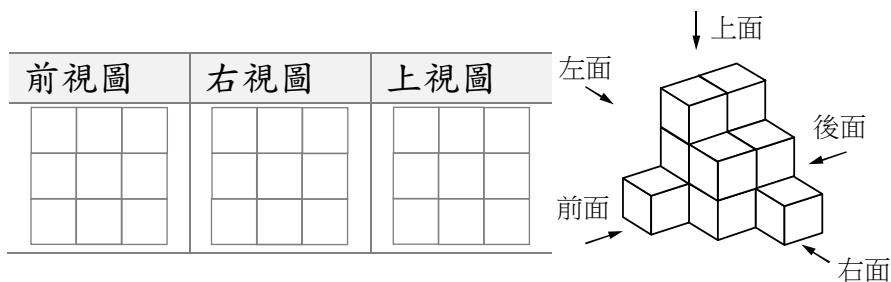 前視圖 右視圖 上視圖
上面
左面
後面
前面
右面